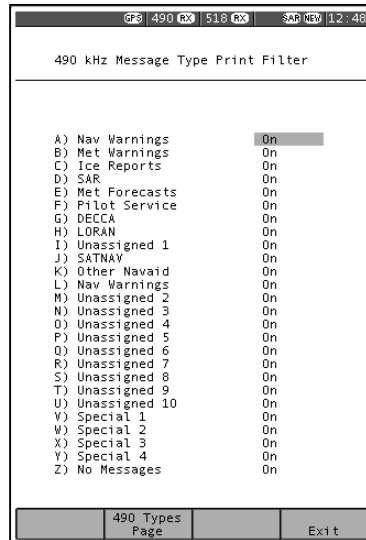 GPS 490 RX 518 RX SAR NEW 12:48
490 kHz Message Type Print Filter
A) Nav Warnings On
B) Met Warnings On
C) Ice Reports On
D) SAR On
E) Met Forecasts On
F) Pilot Service On
G) DECCA On
H) LORAN On
I) Unassigned 1 On
J) SATNAV On
K) Other Navaid On
L) Nav Warnings On
M) Unassigned 2 On
N) Unassigned 3 On
O) Unassigned 4 On
P) Unassigned 5 On
Q) Unassigned 6 On
R) Unassigned 7 On
S) Unassigned 8 On
T) Unassigned 9 On
U) Unassigned 10 On
V) Special 1 On
W) Special 2 On
X) Special 3 On
Y) Special 4 On
Z) No Messages On
490 Types
Page Exit